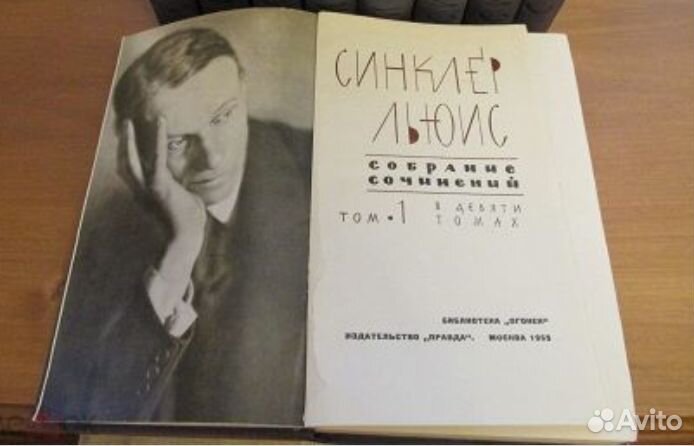 СИНКЛЕР
ЛЬЮИС
СОБРАНИЕ
СОЧИНЕНИЙ
ТОМ • 1 В ДЕВЯТИ
ТОМАХ
БИБЛИОТЕКА „ОГОНЕК“
ИЗДАТЕЛЬСТВО „ПРАВДА“. МОСКВА 1965
Avito